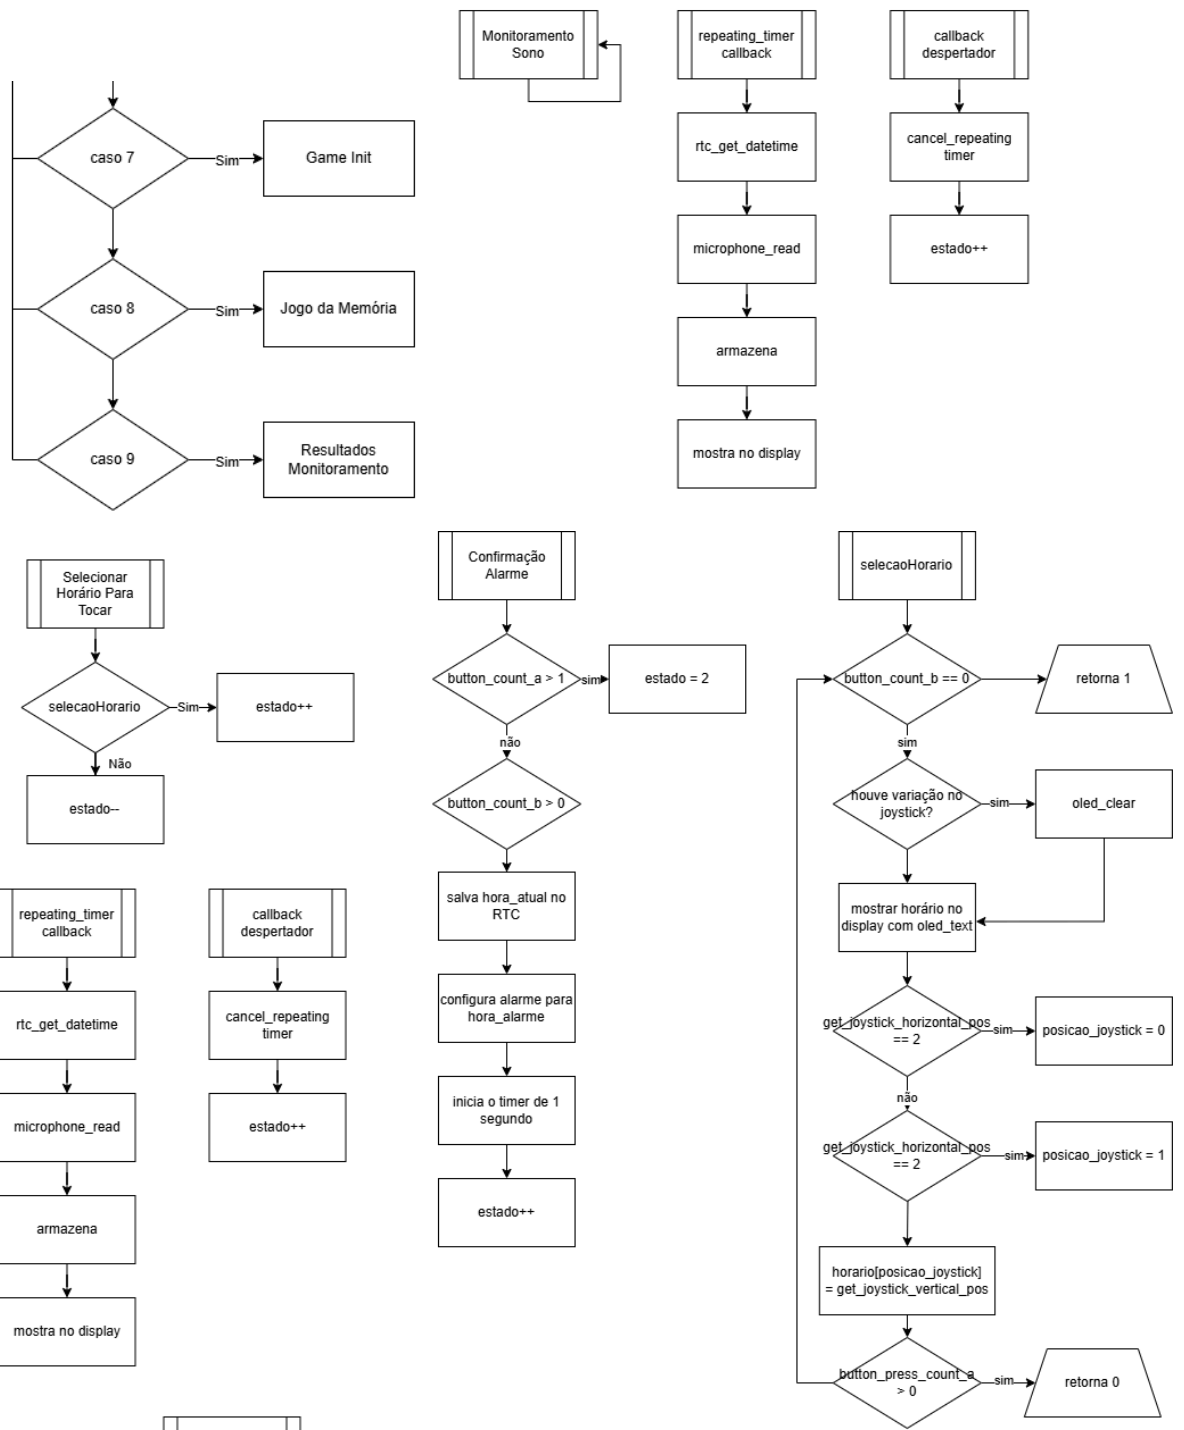 Monitoramento
Sono
repeating_timer
callback
callback
despertador
caso 7
Sim
Game Init
rtc_get_datetime
cancel_repeating
timer
microphone_read
estado++
caso 8
Sim
Jogo da Memória
armazena
caso 9
Sim
Resultados
Monitoramento
mostra no display
Selecionar
Horário Para
Tocar
selecaoHorario
Sim
estado++
Não
estado--
Confirmação
Alarme
button_count_a > 1
sim
estado = 2
não
button_count_b > 0
salva hora_atual no
RTC
configura alarme para
hora_alarme
inicia o timer de 1
segundo
estado++
selecaoHorario
button_count_b == 0
retorna 1
sim
houve variação no
joystick?
sim
oled_clear
mostrar horário no
display com oled_text
get_joystick_horizontal_pos
== 2
sim
posicao_joystick = 0
não
get_joystick_horizontal_pos
== 2
sim
posicao_joystick = 1
horario[posicao_joystick]
= get_joystick_vertical_pos
button_press_count_a
> 0
sim
retorna 0
repeating_timer
callback
rtc_get_datetime
microphone_read
armazena
mostra no display
callback
despertador
cancel_repeating
timer
estado++